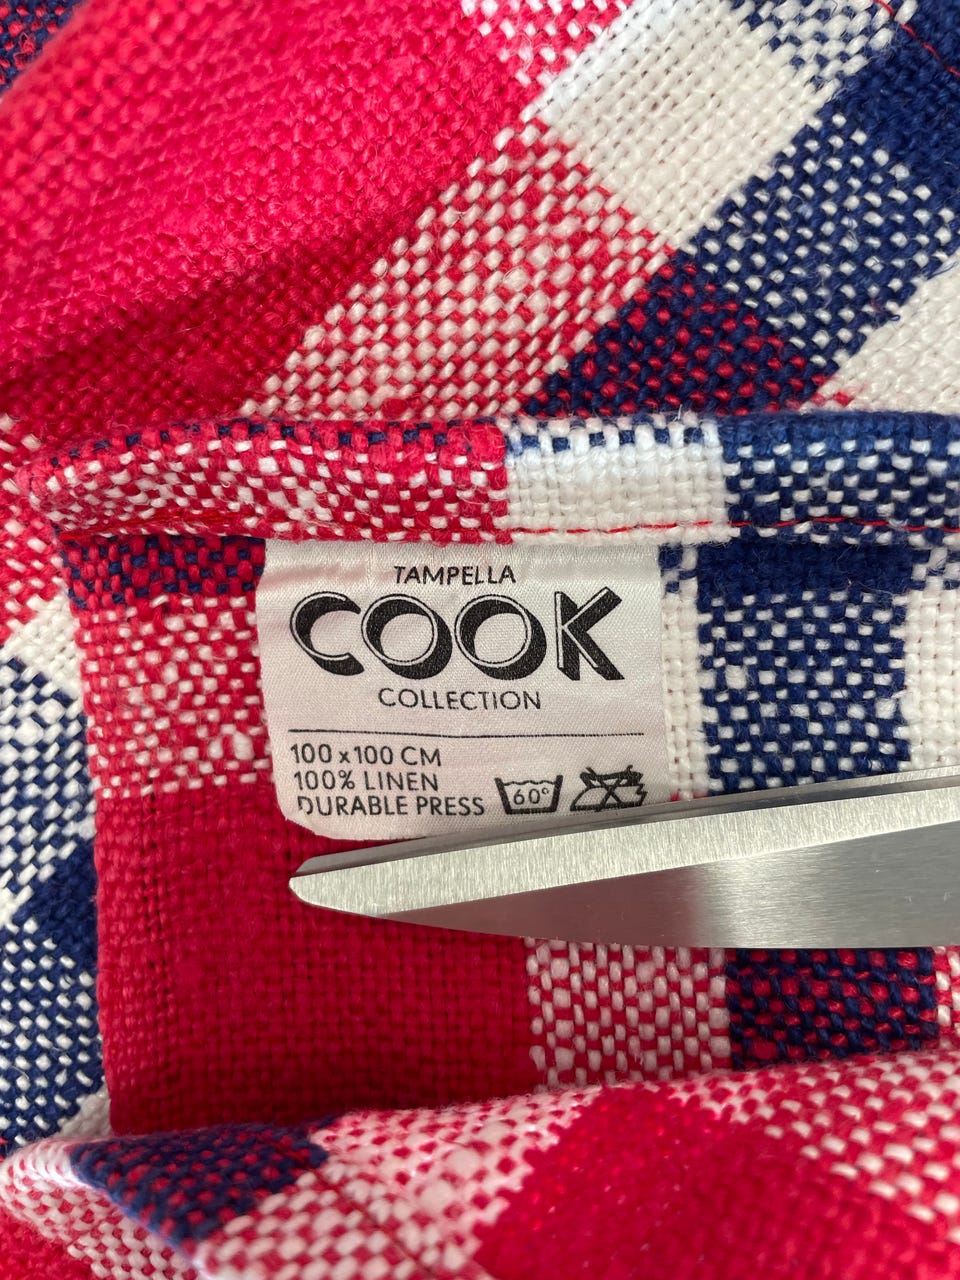 TAMPELLA
COOK
COLLECTION
100 x 100 CM
100% LINEN
DURABLE PRESS
60°